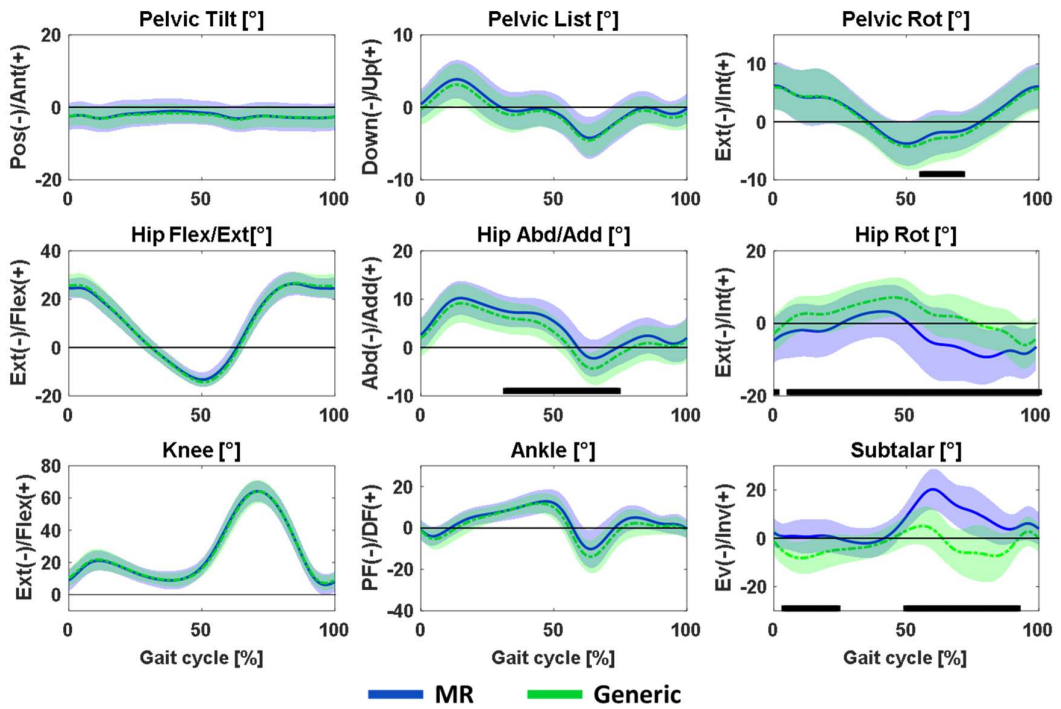 Pelvic Tilt [°]
Pos(-)/Ant(+)
20
0
-20
0 50 100
Pelvic List [°]
Down(-)/Up(+)
10
0
-10
0 50 100
Pelvic Rot [°]
Ext(-)/Int(+)
10
0
-10
0 50 100
Hip Flex/Ext[°]
Ext(-)/Flex(+)
40
20
0
-20
0 50 100
Hip Abd/Add [°]
Abd(-)/Add(+)
20
10
0
-10
0 50 100
Hip Rot [°]
Ext(-)/Int(+)
20
0
-20
0 50 100
Knee [°]
Ext(-)/Flex(+)
80
60
40
20
0
0 50 100
Gait cycle [%]
Ankle [°]
PF(-)/DF(+)
20
0
-20
-40
0 50 100
Gait cycle [%]
Subtalar [°]
Ev(-)/Inv(+)
20
0
-20
0 50 100
Gait cycle [%]
MR Generic